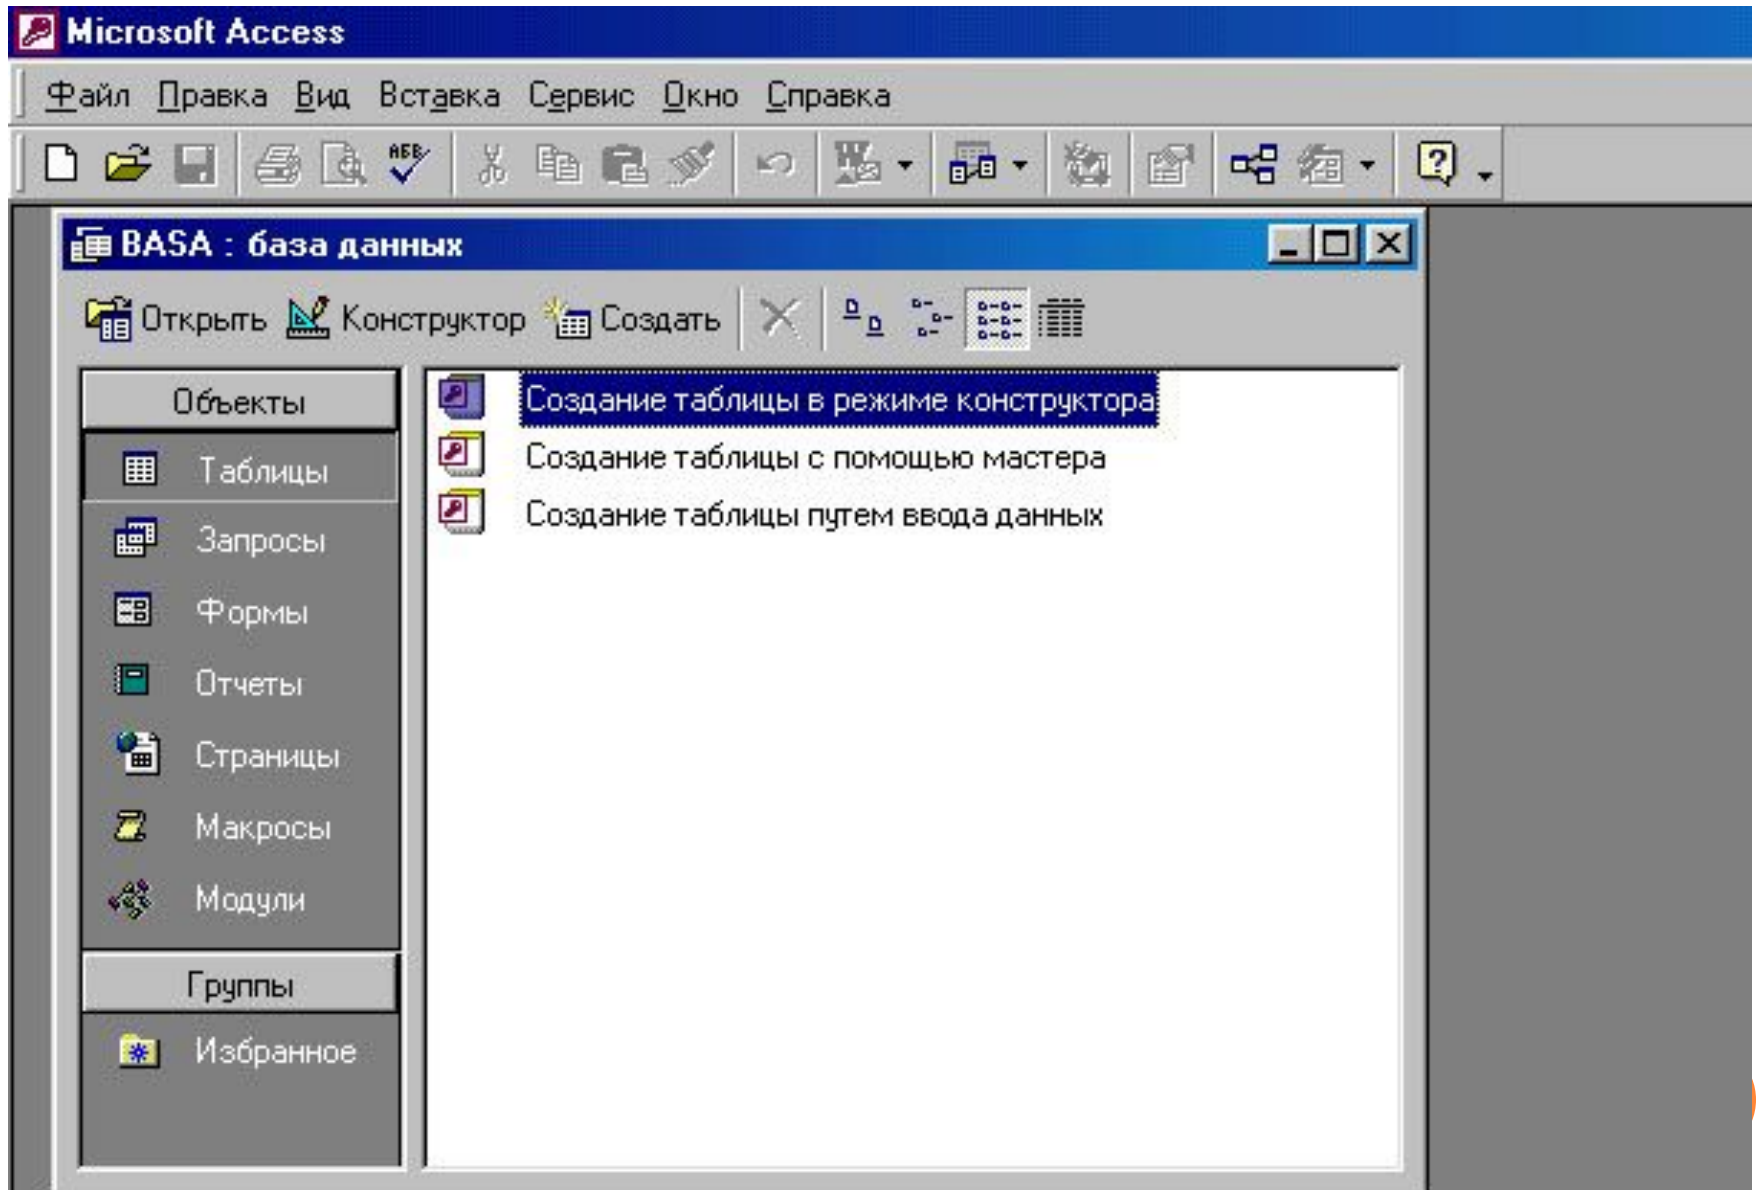 Microsoft Access
Файл Правка Вид Вставка Сервис Окно Справка
АБВ
BASA : база данных
Открыть Конструктор Создать
Объекты
Таблицы
Запросы
Формы
Отчеты
Страницы
Макросы
Модули
Группы
Избранное
Создание таблицы в режиме конструктора
Создание таблицы с помощью мастера
Создание таблицы путем ввода данных